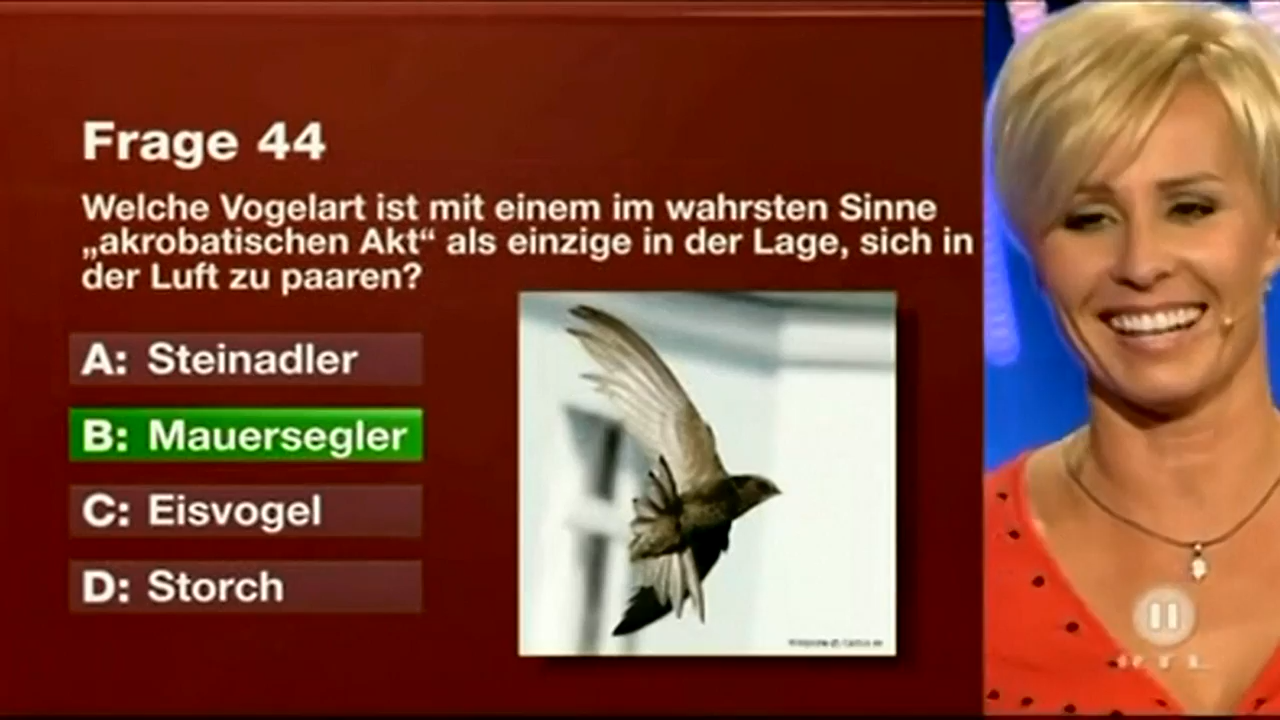 Frage 44
Welche Vogelart ist mit einem im wahrsten Sinne
„akrobatischen Akt“ als einzige in der Lage, sich in
der Luft zu paaren?
A: Steinadler
B: Mauersegler
C: Eisvogel
D: Storch